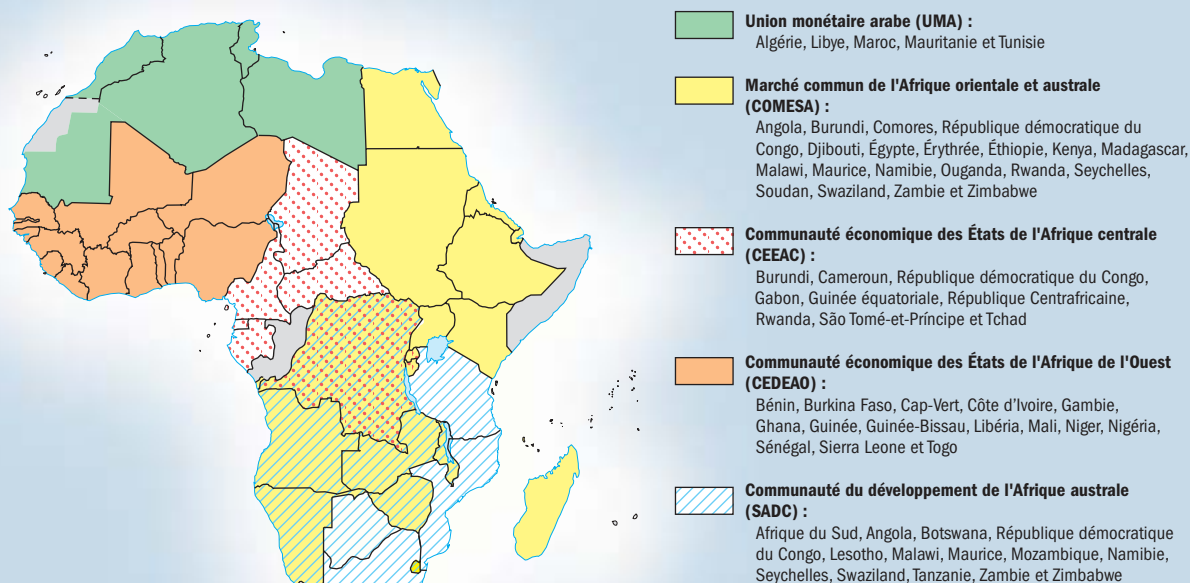 Union monétaire arabe (UMA) :
Algérie, Libye, Maroc, Mauritanie et Tunisie
Marché commun de l'Afrique orientale et australe
(COMESA) :
Angola, Burundi, Comores, République démocratique du
Congo, Djibouti, Égypte, Érythrée, Éthiopie, Kenya, Madagascar,
Malawi, Maurice, Namibie, Ouganda, Rwanda, Seychelles,
Soudan, Swaziland, Zambie et Zimbabwe
Communauté économique des États de l'Afrique centrale
(CEEAC) :
Burundi, Cameroun, République démocratique du Congo,
Gabon, Guinée équatoriale, République Centrafricaine,
Rwanda, São Tomé-et-Príncipe et Tchad
Communauté économique des États de l'Afrique de l'Ouest
(CEDEAO) :
Bénin, Burkina Faso, Cap-Vert, Côte d'Ivoire, Gambie,
Ghana, Guinée, Guinée-Bissau, Libéria, Mali, Niger, Nigéria,
Sénégal, Sierra Leone et Togo
Communauté du développement de l'Afrique australe
(SADC) :
Afrique du Sud, Angola, Botswana, République démocratique
du Congo, Lesotho, Malawi, Maurice, Mozambique, Namibie,
Seychelles, Swaziland, Tanzanie, Zambie et Zimbabwe